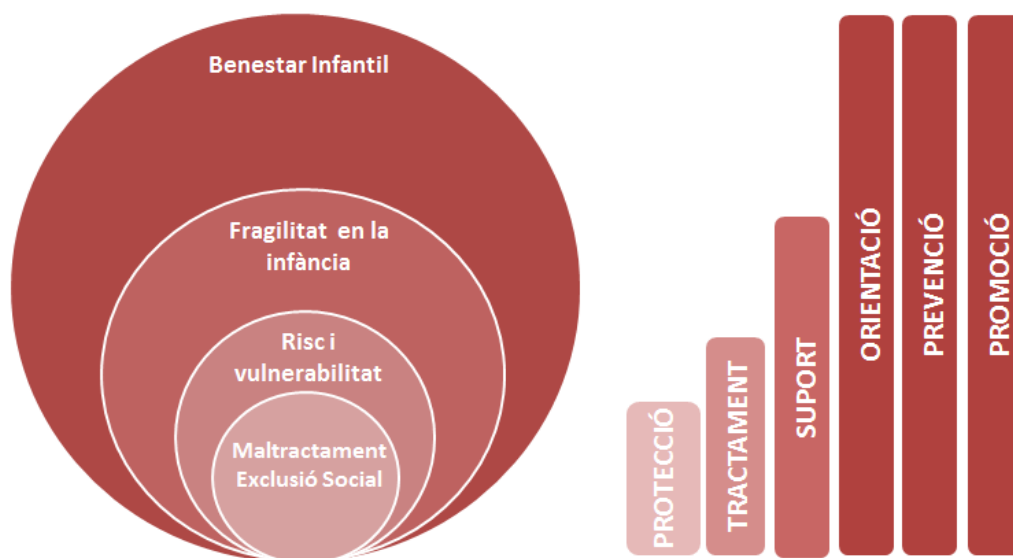 Benestar Infantil
Fragilitat en la
infància
Risc i
vulnerabilitat
Maltractament
Exclusió Social
PROTECCIÓ
TRACTAMENT
SUPORT
ORIENTACIÓ
PREVENCIÓ
PROMOCIÓ